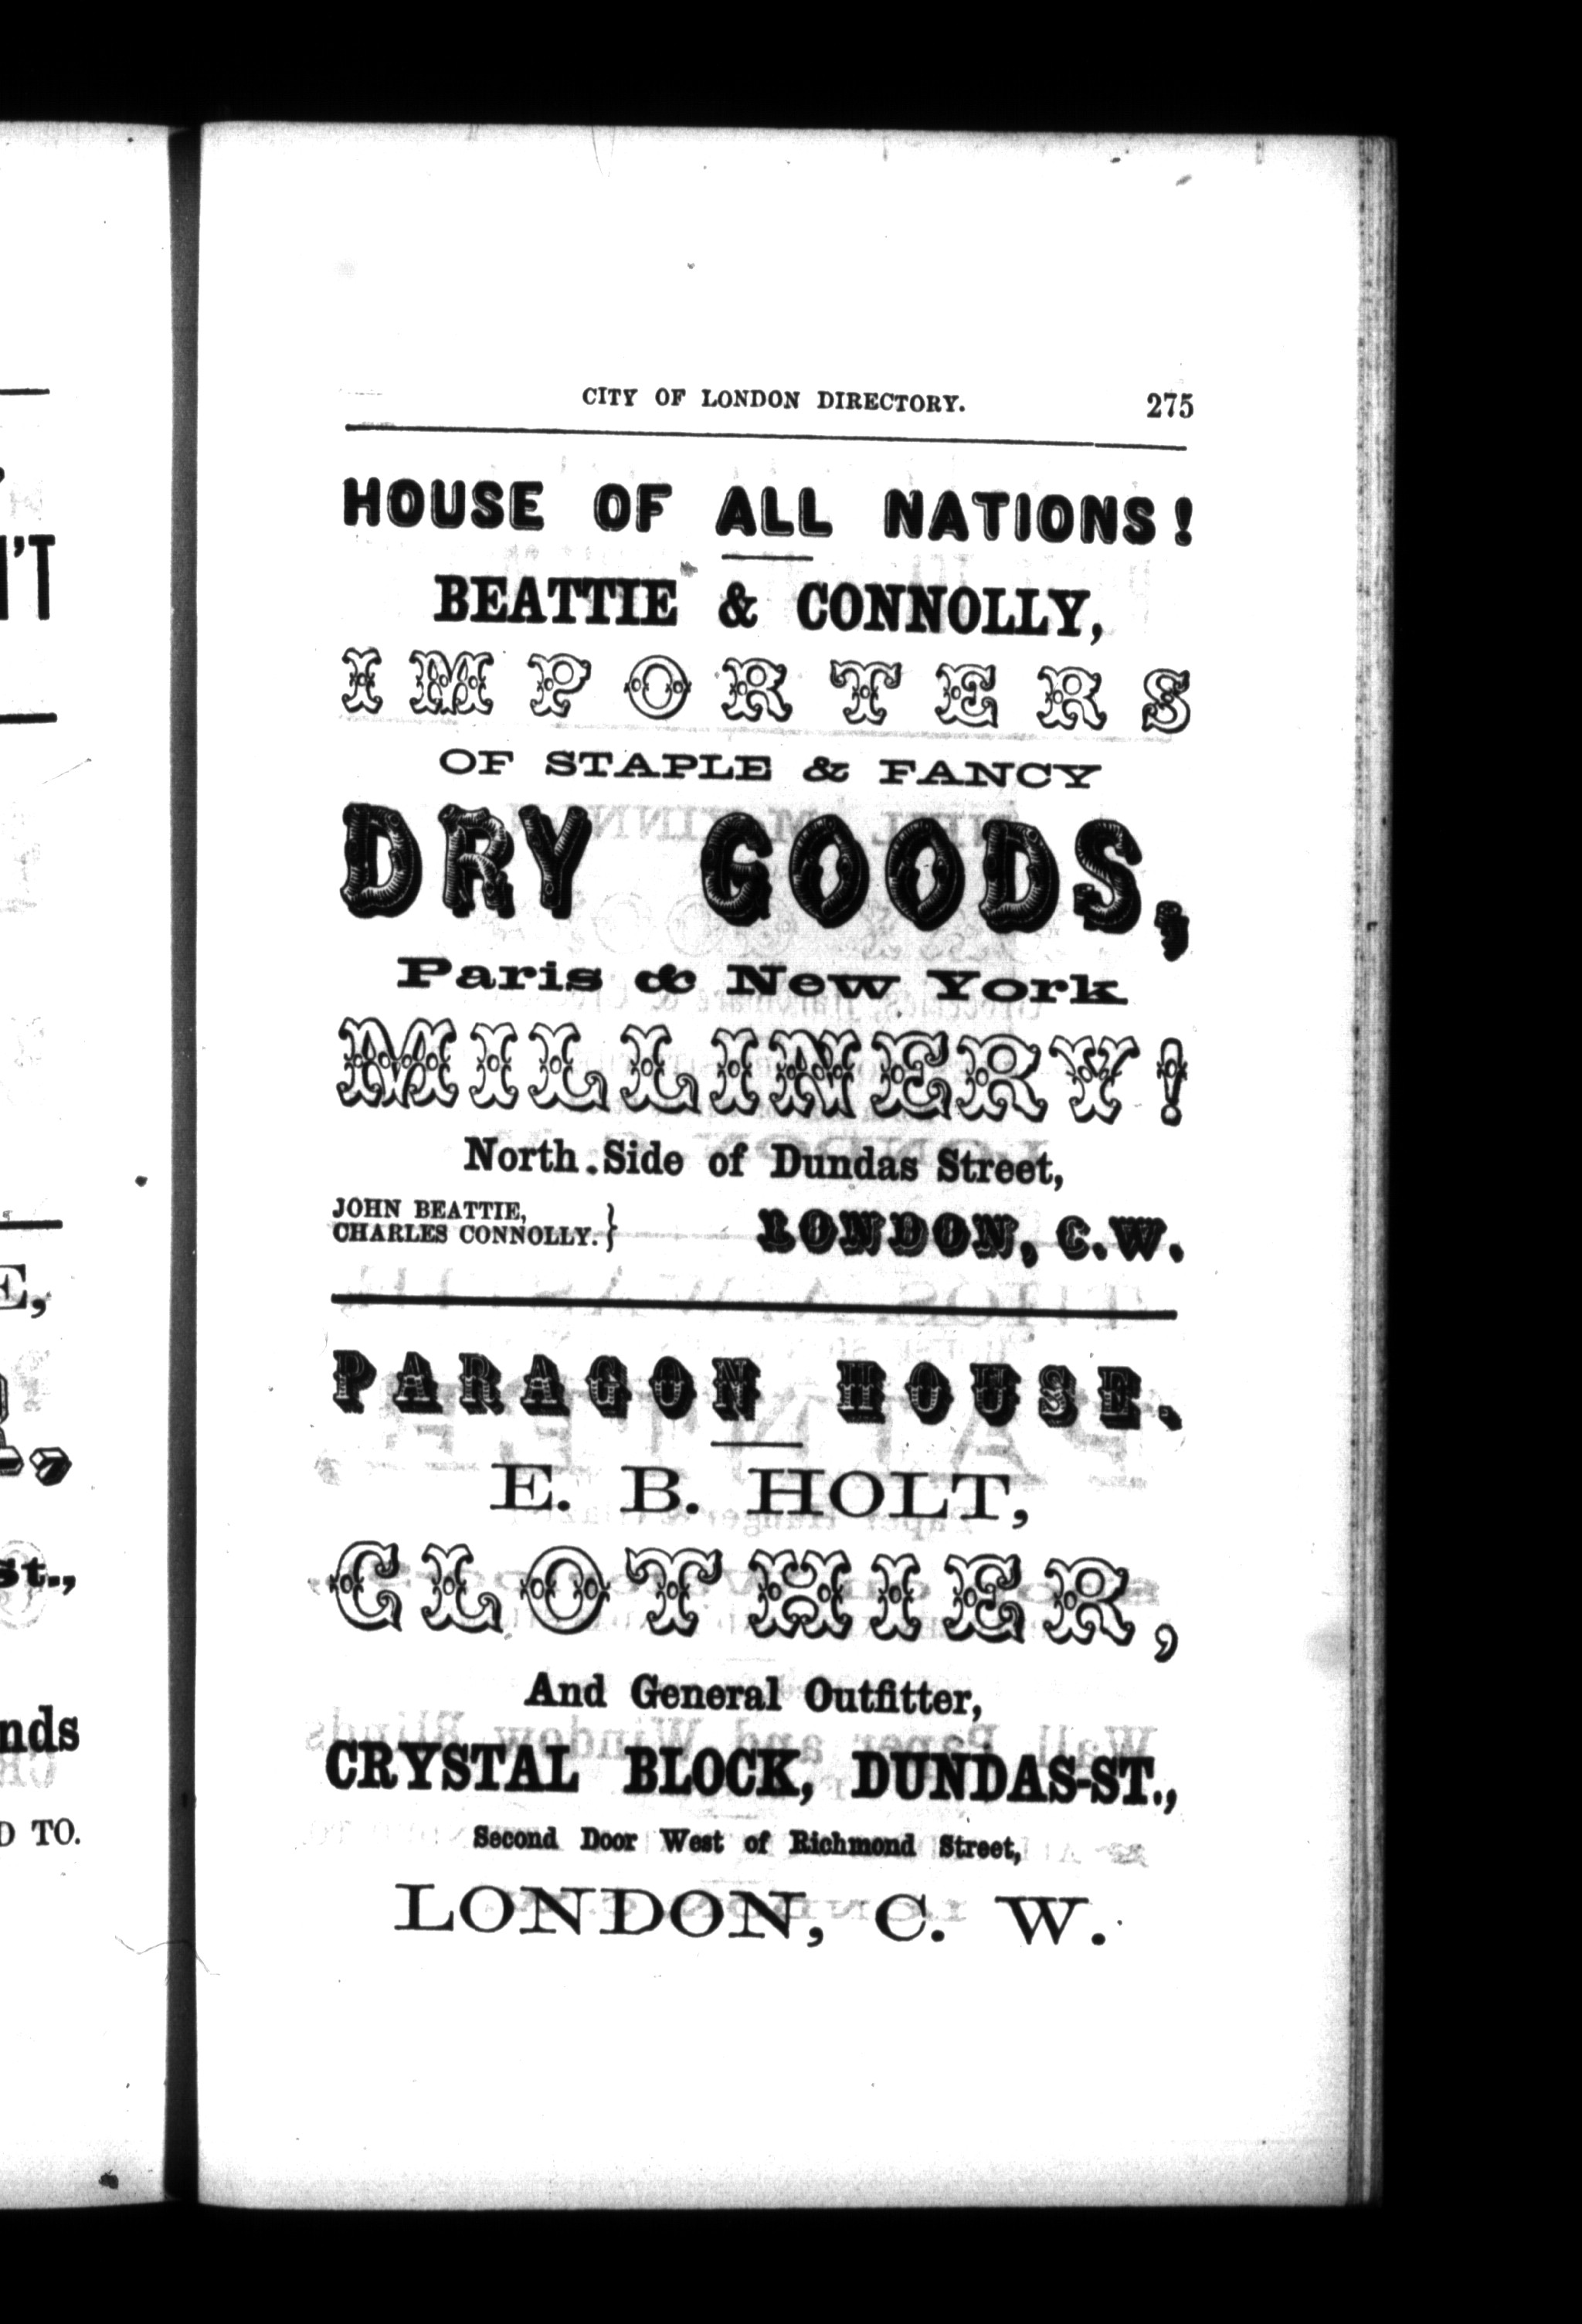 CITY OF LONDON DIRECTORY. 275
HOUSE OF ALL NATIONS!
BEATTIE & CONNOLLY,
IMPORTERS
OF STAPLE & FANCY
DRY GOODS,
Paris & New York
MILLINERY!
North Side of Dundas Street,
JOHN BEATTIE,
CHARLES CONNOLLY. }
LONDON, C.W.
PARAGON HOUSE.
E. B. HOLT,
CLOTHIER,
And General Outfitter,
CRYSTAL BLOCK, DUNDAS-ST.,
Second Door West of Richmond Street,
LONDON, C. W.